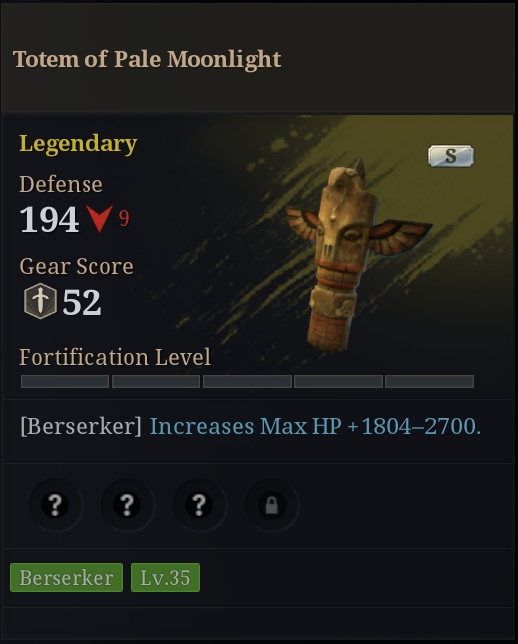 Totem of Pale Moonlight
Legendary
S
Defense
194 9
Gear Score
52
Fortification Level
[Berserker] Increases Max HP +1804–2700.
? ? ?
Berserker Lv.35